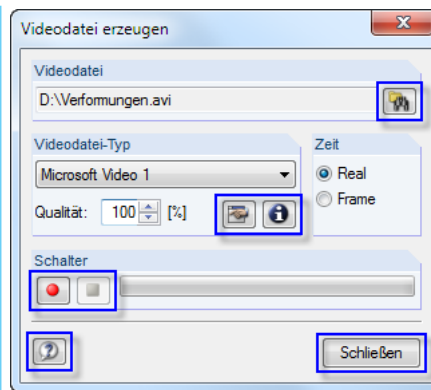 Videodatei erzeugen
Videodatei
D:\Verformungen.avi
Videodatei-Typ
Microsoft Video 1
Qualität: 100 [%]
Zeit
Real
Frame
Schalter
Schließen